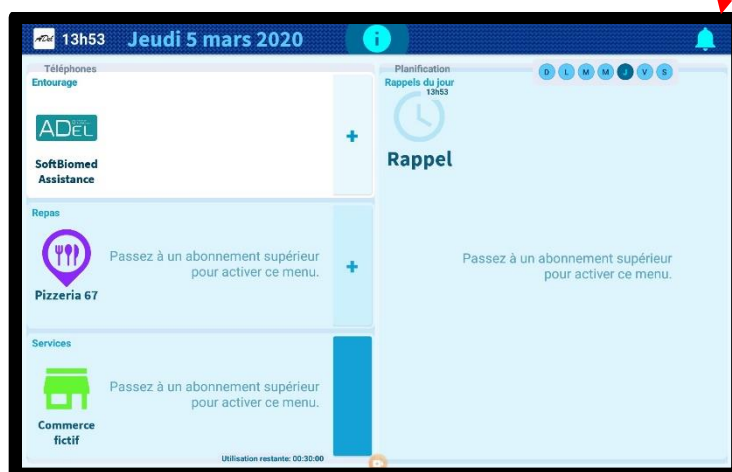 ADel 13h53 Jeudi 5 mars 2020 i
Téléphones
Entourage
ADEL
SoftBiomed
Assistance
+
Repas
Passez à un abonnement supérieur
pour activer ce menu.
+
Pizzeria 67
Services
Passez à un abonnement supérieur
pour activer ce menu.
Commerce
fictif
Utilisation restante: 00:30:00
Planification
D L M M J V S
Rappels du jour
13h53
Rappel
Passez à un abonnement supérieur
pour activer ce menu.